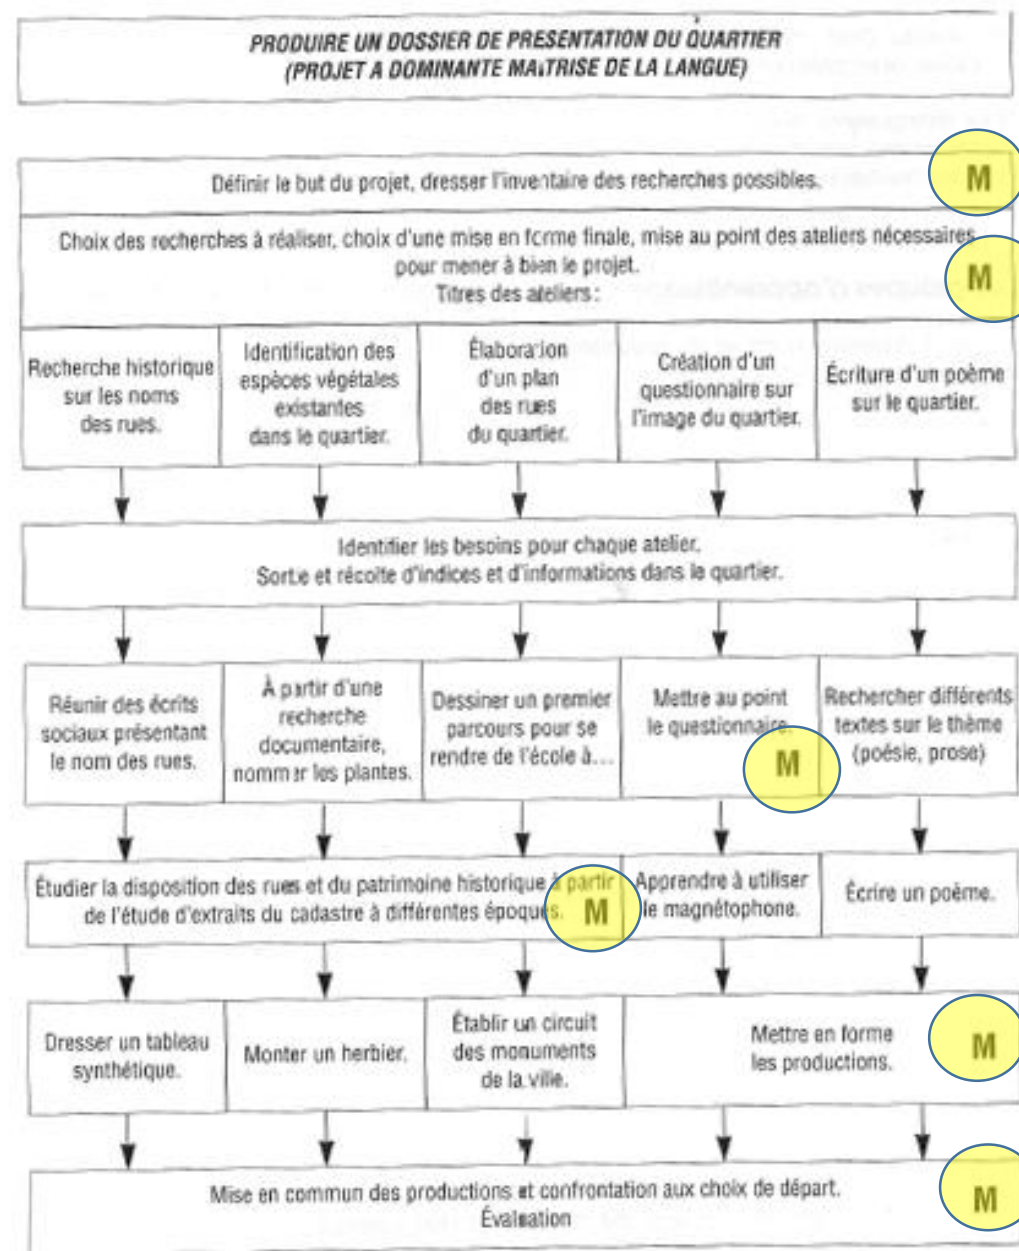 PRODUIRE UN DOSSIER DE PRESENTATION DU QUARTIER
(PROJET A DOMINANTE MAITRISE DE LA LANGUE)
Définir le but du projet, dresser l'inventaire des recherches possibles.
M
Choix des recherches à réaliser, choix d'une mise en forme finale, mise au point des ateliers nécessaires
pour mener à bien le projet.
M
Titres des ateliers :
Recherche historique
sur les noms
des rues.
Identification des
espèces végétales
existantes
dans le quartier.
Élaboration
d'un plan
des rues
du quartier.
Création d'un
questionnaire sur
l'image du quartier.
Écriture d'un poème
sur le quartier.
Identifier les besoins pour chaque atelier.
Sortie et récolte d'indices et d'informations dans le quartier.
Réunir des écrits
sociaux présentant
le nom des rues.
À partir d'une
recherche
documentaire,
nommer les plantes.
Dessiner un premier
parcours pour se
rendre de l'école à...
Mettre au point
le questionnaire.
M
Rechercher différents
textes sur le thème
(poésie, prose)
Étudier la disposition des rues et du patrimoine historique à partir
de l'étude d'extraits du cadastre à différentes époques.
M
Apprendre à utiliser
le magnétophone.
Écrire un poème.
Dresser un tableau
synthétique.
Monter un herbier.
Établir un circuit
des monuments
de la ville.
Mettre en forme
les productions.
M
Mise en commun des productions et confrontation aux choix de départ.
Évaluation
M